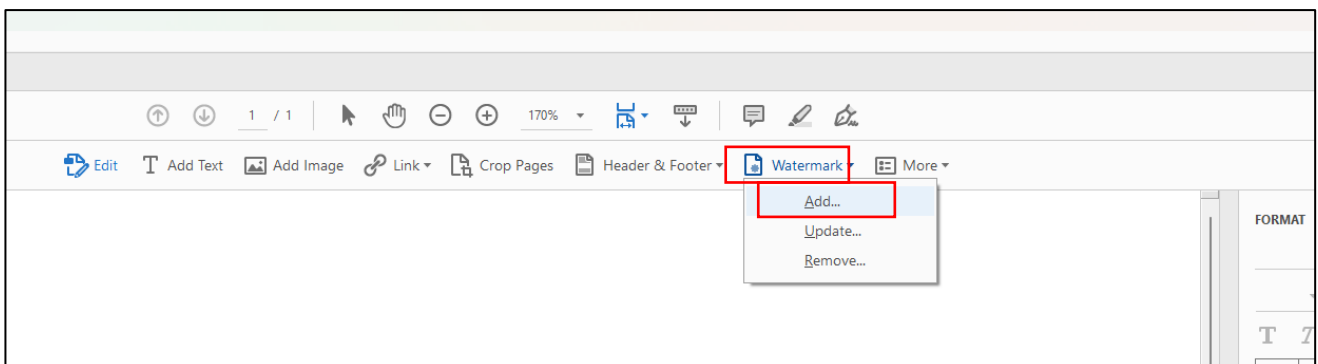 1 / 1 170%
Edit Add Text Add Image Link Crop Pages Header & Footer Watermark More
Add...
Update...
Remove...
FORMAT